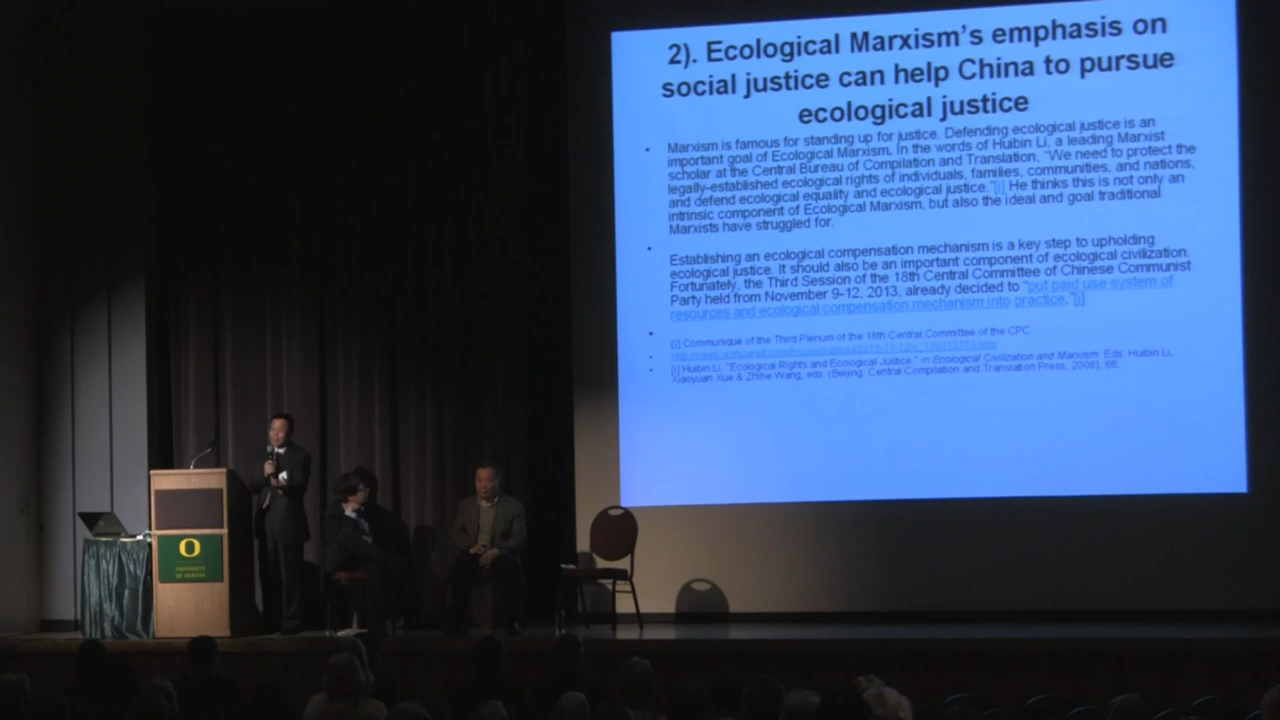 2). Ecological Marxism's emphasis on
social justice can help China to pursue
ecological justice
• Marxism is famous for standing up for justice. Defending ecological justice is an
important goal of Ecological Marxism. In the words of Huibin Li, a leading Marxist
scholar at the Central Bureau of Compilation and Translation, "We need to protect the
legally-established ecological rights of individuals, families, communities, and nations,
and defend ecological equality and ecological justice."[i] He thinks this is not only an
intrinsic component of Ecological Marxism, but also the ideal and goal traditional
Marxists have struggled for.
• Establishing an ecological compensation mechanism is a key step to upholding
ecological justice. It should also be an important component of ecological civilization.
Fortunately, the Third Session of the 18th Central Committee of Chinese Communist
Party held from November 9-12, 2013, already decided to "put paid use system of
resources and ecological compensation mechanism into practice."[i]
• [i] Communiqué of the Third Plenum of the 18th Central Committee of the CPC
• [i] Huibin Li, "Ecological Rights and Ecological Justice." in Ecological Civilization and Marxism. Eds. Huibin Li,
Xiaoyuan Xue & Zhihe Wang, eds. (Beijing: Central Compilation and Translation Press, 2008), 66.
O
UNIVERSITY
OF OREGON